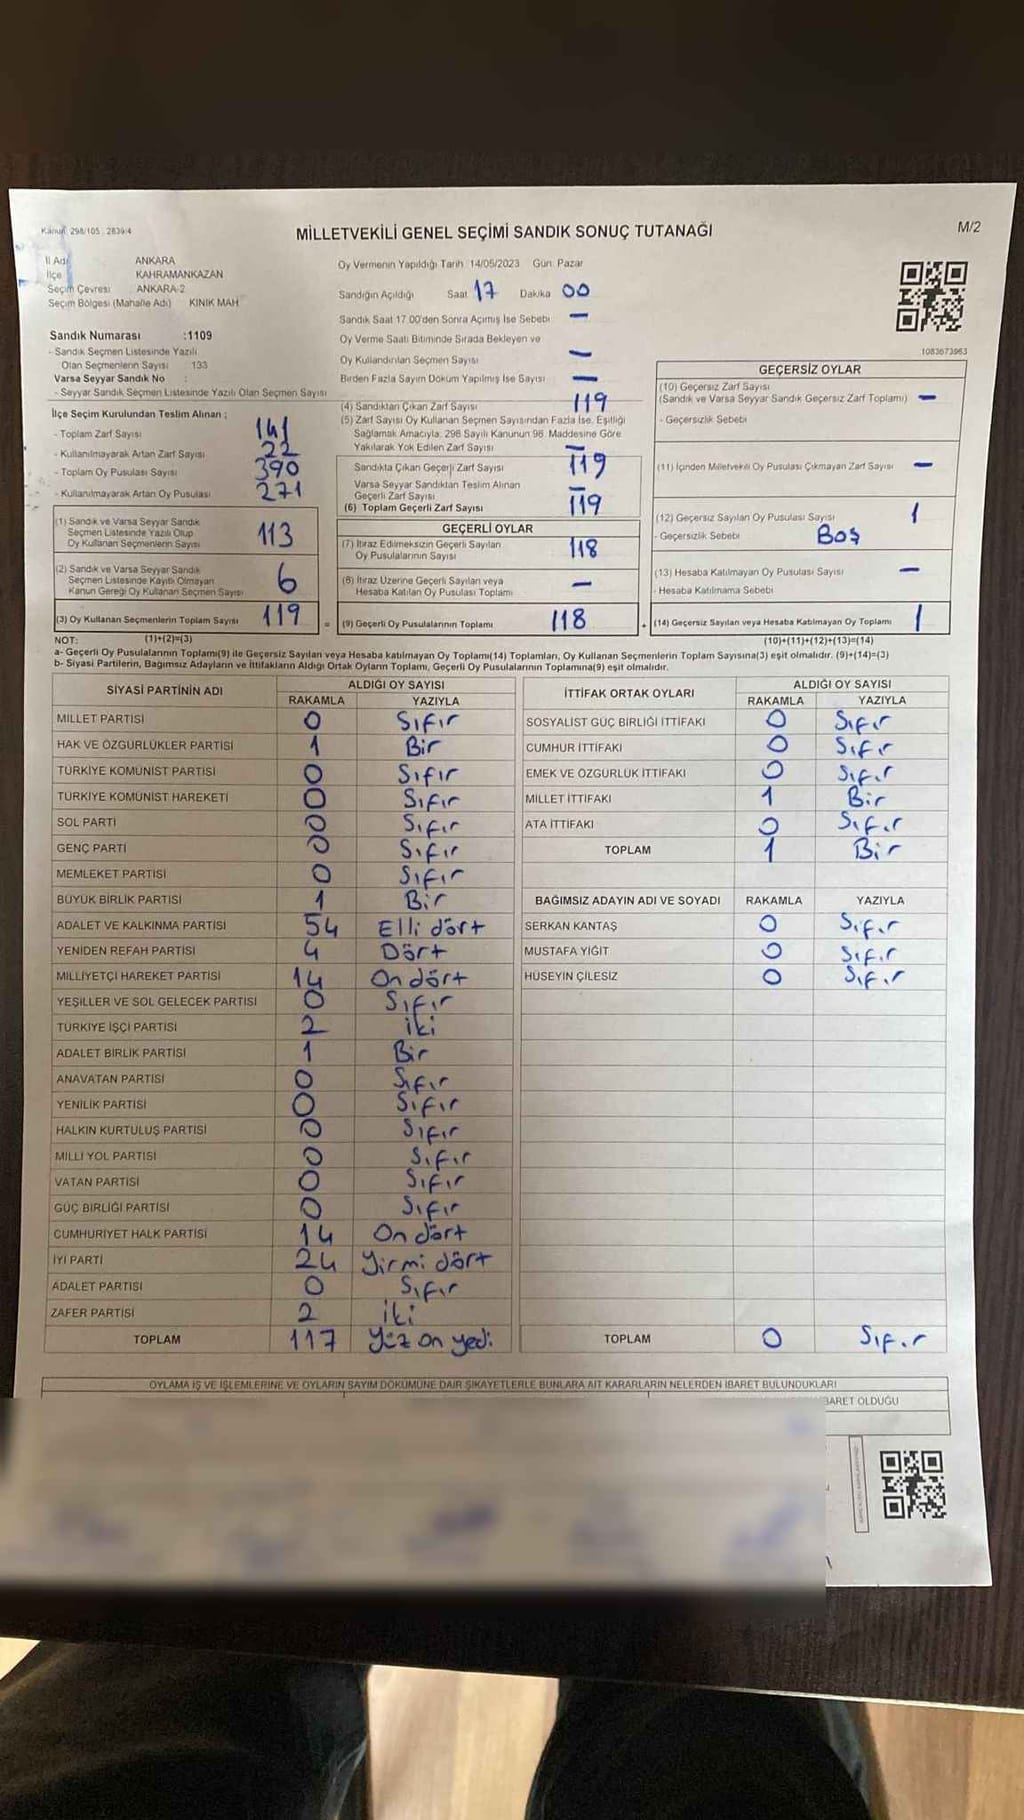 Kanun 298/105 2839/4
MİLLETVEKİLİ GENEL SEÇİMİ SANDIK SONUÇ TUTANAĞI
M/2
İl Adı ANKARA
İlçe KAHRAMANKAZAN
Seçim Çevresi ANKARA-2
Seçim Bölgesi (Mahalle Adı) KINIK MAH
Sandık Numarası :1109
- Sandık Seçmen Listesinde Yazılı
Olan Seçmenlerin Sayısı 133
Varsa Seyyar Sandık No :
- Seyyar Sandık Seçmen Listesinde Yazılı Olan Seçmen Sayısı
İlçe Seçim Kurulundan Teslim Alınan ;
- Toplam Zarf Sayısı 141
- Kullanılmayarak Artan Zarf Sayısı 22
- Toplam Oy Pusulası Sayısı 390
- Kullanılmayarak Artan Oy Pusulası 271
(1) Sandık ve Varsa Seyyar Sandık
Seçmen Listesinde Yazılı Olup
Oy Kullanan Seçmenlerin Sayısı 113
(2) Sandık ve Varsa Seyyar Sandık
Seçmen Listesinde Kayıtlı Olmayan
Kanun Gereği Oy Kullanan Seçmen Sayısı 6
(3) Oy Kullanan Seçmenlerin Toplam Sayısı 119 =
Oy Vermenin Yapıldığı Tarih 14/05/2023 Gün: Pazar
Sandığın Açıldığı Saat 17 Dakika 00
Sandık Saat 17.00'den Sonra Açımış İse Sebebi —
Oy Verme Saati Bitiminde Sırada Bekleyen ve
Oy Kullandırılan Seçmen Sayısı —
Birden Fazla Sayım Döküm Yapılmış İse Sayısı —
(4) Sandıktan Çıkan Zarf Sayısı 119
(5) Zarf Sayısı Oy Kullanan Seçmen Sayısından Fazla İse, Eşitliği
Sağlamak Amacıyla, 298 Sayılı Kanunun 98. Maddesine Göre
Yakılarak Yok Edilen Zarf Sayısı —
Sandıkta Çıkan Geçerli Zarf Sayısı 119
Varsa Seyyar Sandıktan Teslim Alınan
Geçerli Zarf Sayısı —
(6) Toplam Geçerli Zarf Sayısı 119
GEÇERLİ OYLAR
(7) İtiraz Edilmeksizin Geçerli Sayılan
Oy Pusulalarının Sayısı 118
(8) İtiraz Üzerine Geçerli Sayılan veya
Hesaba Katılan Oy Pusulası Toplamı —
(9) Geçerli Oy Pusulalarının Toplamı 118 +
1083673963
GEÇERSİZ OYLAR
(10) Geçersiz Zarf Sayısı
(Sandık ve Varsa Seyyar Sandık Geçersiz Zarf Toplamı) —
- Geçersizlik Sebebi
(11) İçinden Milletvekili Oy Pusulası Çıkmayan Zarf Sayısı —
(12) Geçersiz Sayılan Oy Pusulası Sayısı 1
- Geçersizlik Sebebi Boş
(13) Hesaba Katılmayan Oy Pusulası Sayısı —
- Hesaba Katılmama Sebebi
(14) Geçersiz Sayılan veya Hesaba Katılmayan Oy Toplamı 1
NOT: (1)+(2)=(3) (10)+(11)+(12)+(13)=(14)
a- Geçerli Oy Pusulalarının Toplamı(9) ile Geçersiz Sayılan veya Hesaba katılmayan Oy Toplamı(14) Toplamları, Oy Kullanan Seçmenlerin Toplam Sayısına(3) eşit olmalıdır. (9)+(14)=(3)
b- Siyasi Partilerin, Bağımsız Adayların ve İttifakların Aldığı Ortak Oyların Toplamı, Geçerli Oy Pusulalarının Toplamına(9) eşit olmalıdır.
SİYASİ PARTİNİN ADI ALDIĞI OY SAYISI
RAKAMLA YAZIYLA
MİLLET PARTİSİ 0 Sıfır
HAK VE ÖZGÜRLÜKLER PARTİSİ 1 Bir
TÜRKİYE KOMÜNİST PARTİSİ 0 Sıfır
TÜRKİYE KOMÜNİST HAREKETİ 0 Sıfır
SOL PARTİ 0 Sıfır
GENÇ PARTİ 0 Sıfır
MEMLEKET PARTİSİ 0 Sıfır
BÜYÜK BİRLİK PARTİSİ 1 Bir
ADALET VE KALKINMA PARTİSİ 54 Elli dört
YENİDEN REFAH PARTİSİ 4 Dört
MİLLİYETÇİ HAREKET PARTİSİ 14 On dört
YEŞİLLER VE SOL GELECEK PARTİSİ 0 Sıfır
TÜRKİYE İŞÇİ PARTİSİ 2 iki
ADALET BİRLİK PARTİSİ 1 Bir
ANAVATAN PARTİSİ 0 Sıfır
YENİLİK PARTİSİ 0 Sıfır
HALKIN KURTULUŞ PARTİSİ 0 Sıfır
MİLLİ YOL PARTİSİ 0 Sıfır
VATAN PARTİSİ 0 Sıfır
GÜÇ BİRLİĞİ PARTİSİ 0 Sıfır
CUMHURİYET HALK PARTİSİ 14 On dört
İYİ PARTİ 24 Yirmi dört
ADALET PARTİSİ 0 Sıfır
ZAFER PARTİSİ 2 iki
TOPLAM 117 Yüz on yedi
İTTİFAK ORTAK OYLARI ALDIĞI OY SAYISI
RAKAMLA YAZIYLA
SOSYALİST GÜÇ BİRLİĞİ İTTİFAKI 0 Sıfır
CUMHUR İTTİFAKI 0 Sıfır
EMEK VE ÖZGÜRLÜK İTTİFAKI 0 Sıfır
MİLLET İTTİFAKI 1 Bir
ATA İTTİFAKI 0 Sıfır
TOPLAM 1 Bir
BAĞIMSIZ ADAYIN ADI VE SOYADI RAKAMLA YAZIYLA
SERKAN KANTAŞ 0 Sıfır
MUSTAFA YİĞİT 0 Sıfır
HÜSEYİN ÇİLESİZ 0 Sıfır
TOPLAM 0 Sıfır
OYLAMA İŞ VE İŞLEMLERİNE VE OYLARIN SAYIM DÖKÜMÜNE DAİR ŞİKAYETLERLE BUNLARA AİT KARARLARIN NELERDEN İBARET BULUNDUKLARI
BARET OLDUĞU